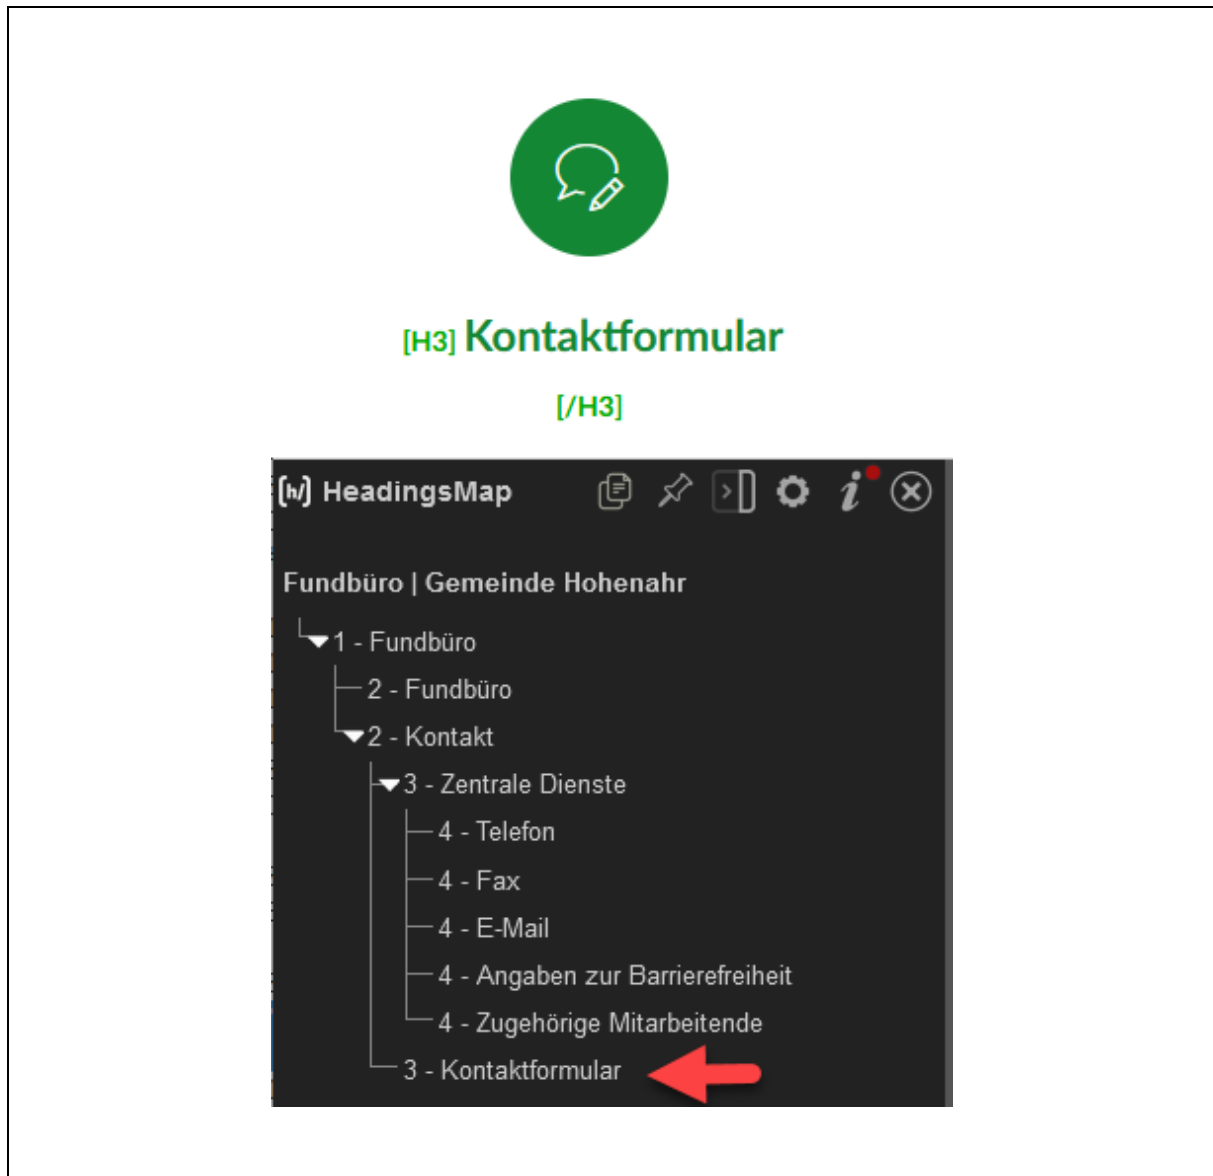 [H3] Kontaktformular
[/H3]
[h/] HeadingsMap
Fundbüro | Gemeinde Hohenahr
1 - Fundbüro
2 - Fundbüro
2 - Kontakt
3 - Zentrale Dienste
4 - Telefon
4 - Fax
4 - E-Mail
4 - Angaben zur Barrierefreiheit
4 - Zugehörige Mitarbeitende
3 - Kontaktformular